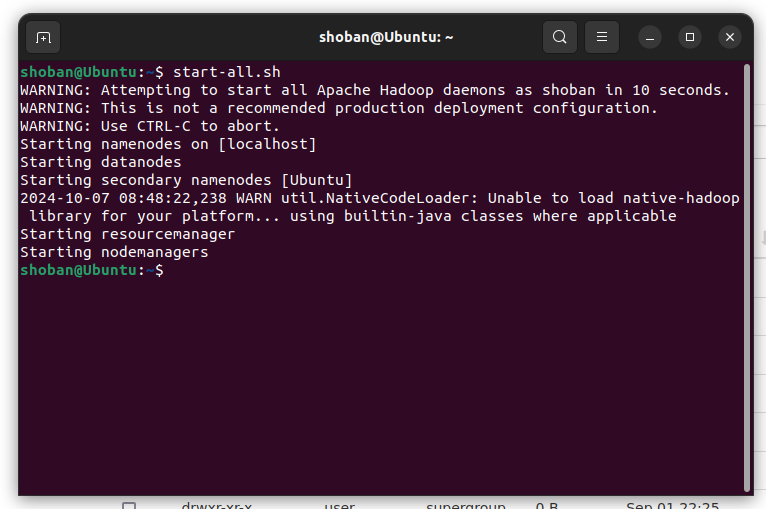 shoban@Ubuntu: ~
shoban@Ubuntu:~$ start-all.sh
WARNING: Attempting to start all Apache Hadoop daemons as shoban in 10 seconds.
WARNING: This is not a recommended production deployment configuration.
WARNING: Use CTRL-C to abort.
Starting namenodes on [localhost]
Starting datanodes
Starting secondary namenodes [Ubuntu]
2024-10-07 08:48:22,238 WARN util.NativeCodeLoader: Unable to load native-hadoop
library for your platform... using builtin-java classes where applicable
Starting resourcemanager
Starting nodemanagers
shoban@Ubuntu:~$
drwxr-xr-x user supergroup 0 B Sep 01 22:25